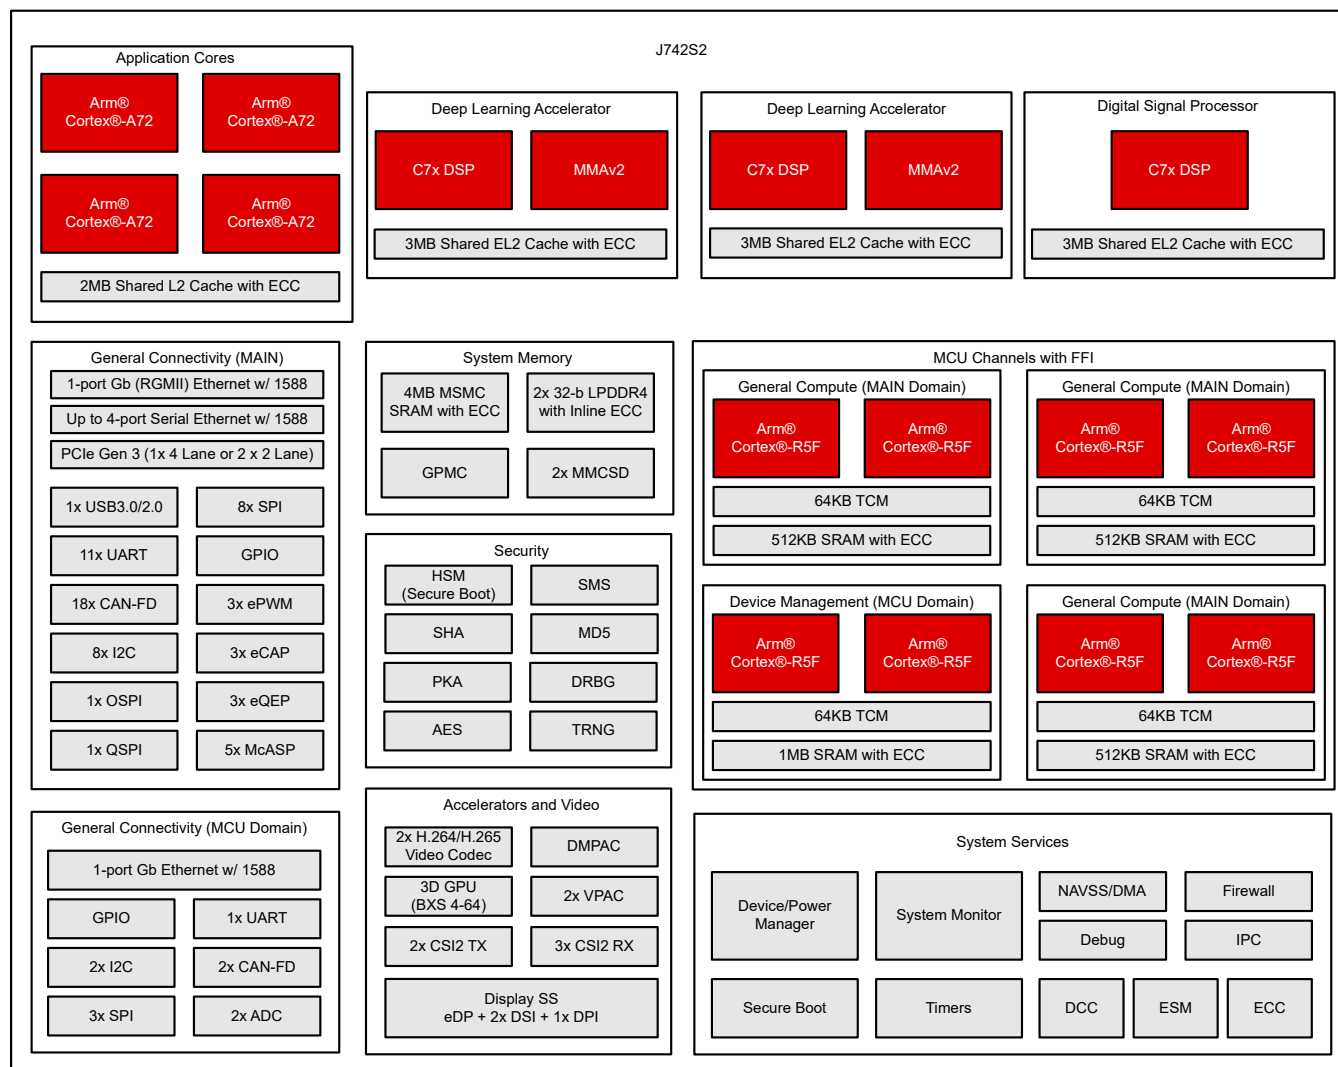 J742S2
Application Cores
Arm®
Cortex®-A72
Arm®
Cortex®-A72
Arm®
Cortex®-A72
Arm®
Cortex®-A72
2MB Shared L2 Cache with ECC
Deep Learning Accelerator
C7x DSP
MMAv2
3MB Shared EL2 Cache with ECC
Deep Learning Accelerator
C7x DSP
MMAv2
3MB Shared EL2 Cache with ECC
Digital Signal Processor
C7x DSP
3MB Shared EL2 Cache with ECC
General Connectivity (MAIN)
1-port Gb (RGMII) Ethernet w/ 1588
Up to 4-port Serial Ethernet w/ 1588
PCIe Gen 3 (1x 4 Lane or 2 x 2 Lane)
1x USB3.0/2.0
8x SPI
11x UART
GPIO
18x CAN-FD
3x ePWM
8x I2C
3x eCAP
1x OSPI
3x eQEP
1x QSPI
5x McASP
System Memory
4MB MSMC
SRAM with ECC
2x 32-b LPDDR4
with Inline ECC
GPMC
2x MMCSD
Security
HSM
(Secure Boot)
SMS
SHA
MD5
PKA
DRBG
AES
TRNG
MCU Channels with FFI
General Compute (MAIN Domain)
Arm®
Cortex®-R5F
Arm®
Cortex®-R5F
64KB TCM
512KB SRAM with ECC
General Compute (MAIN Domain)
Arm®
Cortex®-R5F
Arm®
Cortex®-R5F
64KB TCM
512KB SRAM with ECC
Device Management (MCU Domain)
Arm®
Cortex®-R5F
Arm®
Cortex®-R5F
64KB TCM
1MB SRAM with ECC
General Compute (MAIN Domain)
Arm®
Cortex®-R5F
Arm®
Cortex®-R5F
64KB TCM
512KB SRAM with ECC
General Connectivity (MCU Domain)
1-port Gb Ethernet w/ 1588
GPIO
1x UART
2x I2C
2x CAN-FD
3x SPI
2x ADC
Accelerators and Video
2x H.264/H.265
Video Codec
DMPAC
3D GPU
(BXS 4-64)
2x VPAC
2x CSI2 TX
3x CSI2 RX
Display SS
eDP + 2x DSI + 1x DPI
System Services
Device/Power
Manager
System Monitor
NAVSS/DMA
Firewall
Debug
IPC
Secure Boot
Timers
DCC
ESM
ECC